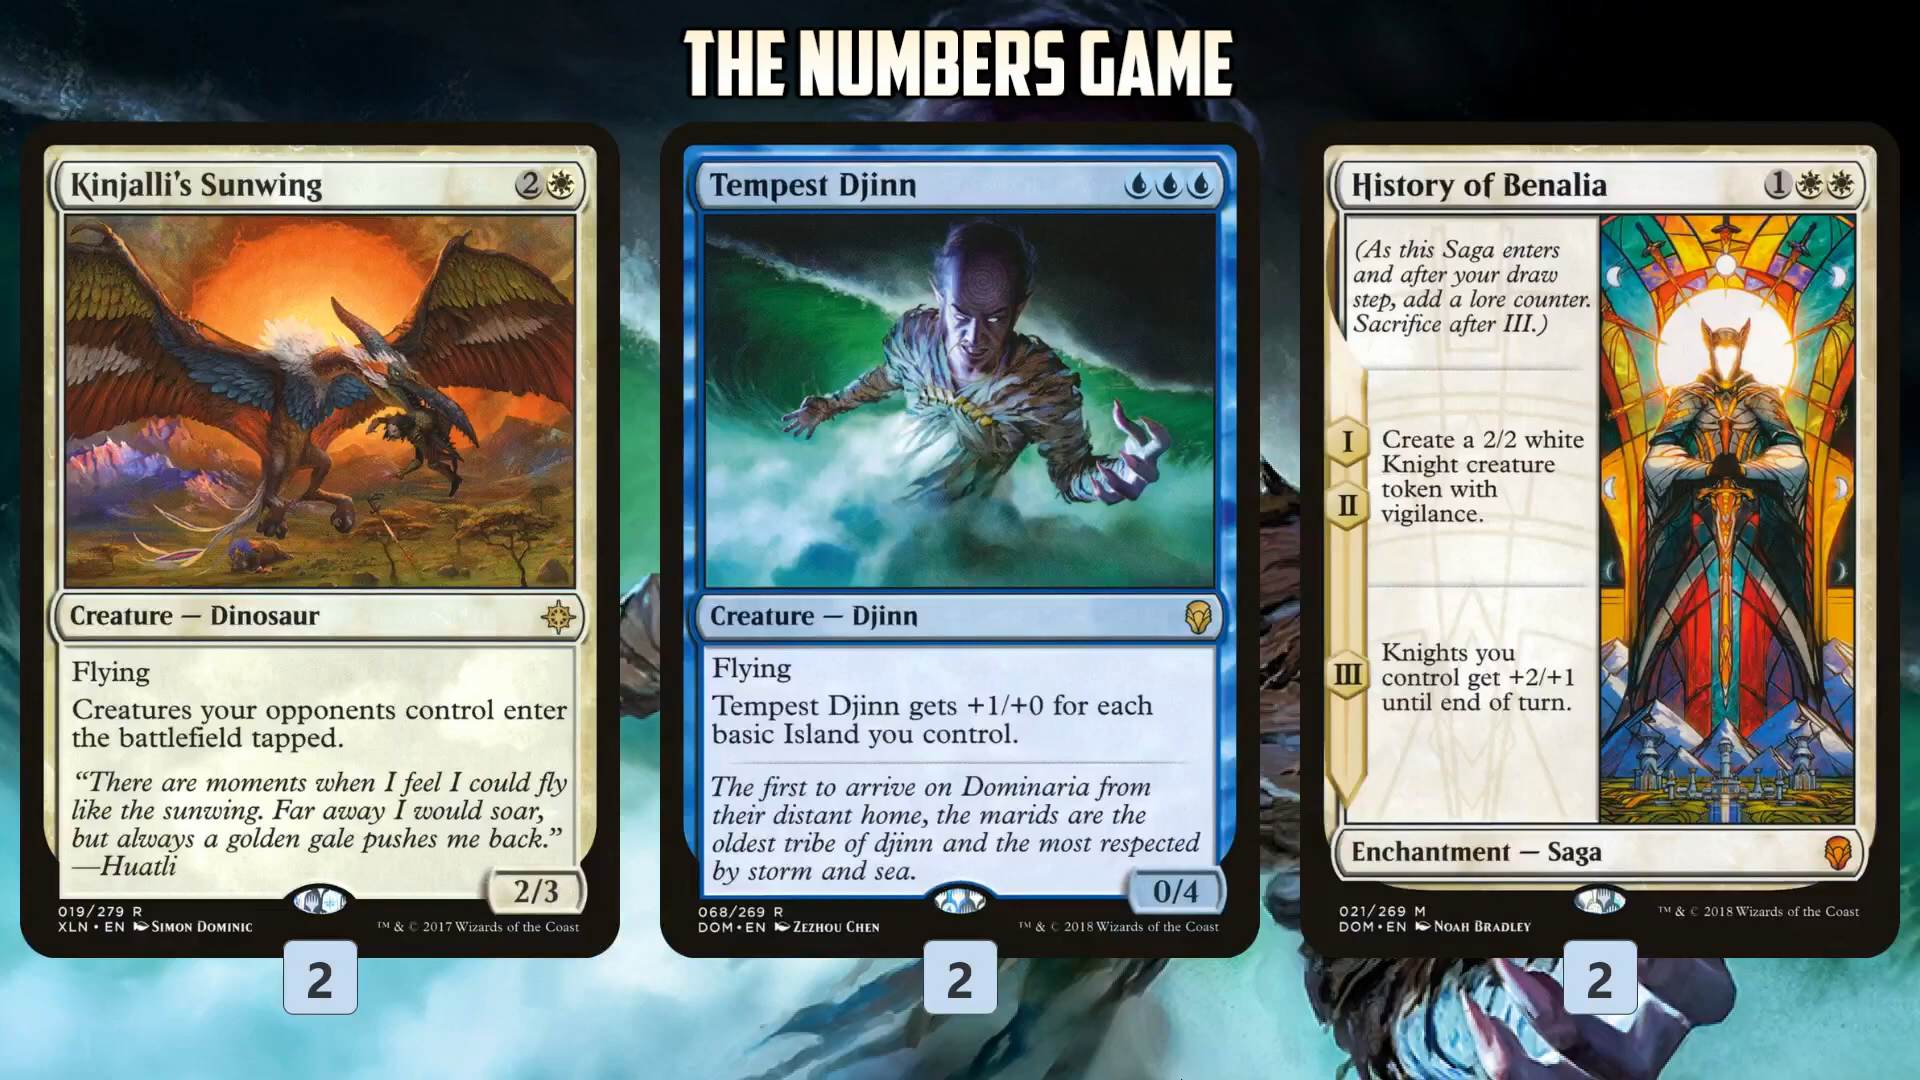 THE NUMBERS GAME
Kinjalli's Sunwing 2
Creature — Dinosaur
Flying
Creatures your opponents control enter
the battlefield tapped.
“There are moments when I feel I could fly
like the sunwing. Far away I would soar,
but always a golden gale pushes me back.”
—Huatli
2/3
019/279 R
XLN • EN SIMON DOMINIC
™ & © 2017 Wizards of the Coast
2
Tempest Djinn
Creature — Djinn
Flying
Tempest Djinn gets +1/+0 for each
basic Island you control.
The first to arrive on Dominaria from
their distant home, the marids are the
oldest tribe of djinn and the most respected
by storm and sea.
0/4
068/269 R
DOM • EN ZEZHOU CHEN
™ & © 2018 Wizards of the Coast
2
History of Benalia 1
(As this Saga enters
and after your draw
step, add a lore counter.
Sacrifice after III.)
I
II
Create a 2/2 white
Knight creature
token with
vigilance.
III
Knights you
control get +2/+1
until end of turn.
Enchantment — Saga
021/269 M
DOM • EN NOAH BRADLEY
™ & © 2018 Wizards of the Coast
2